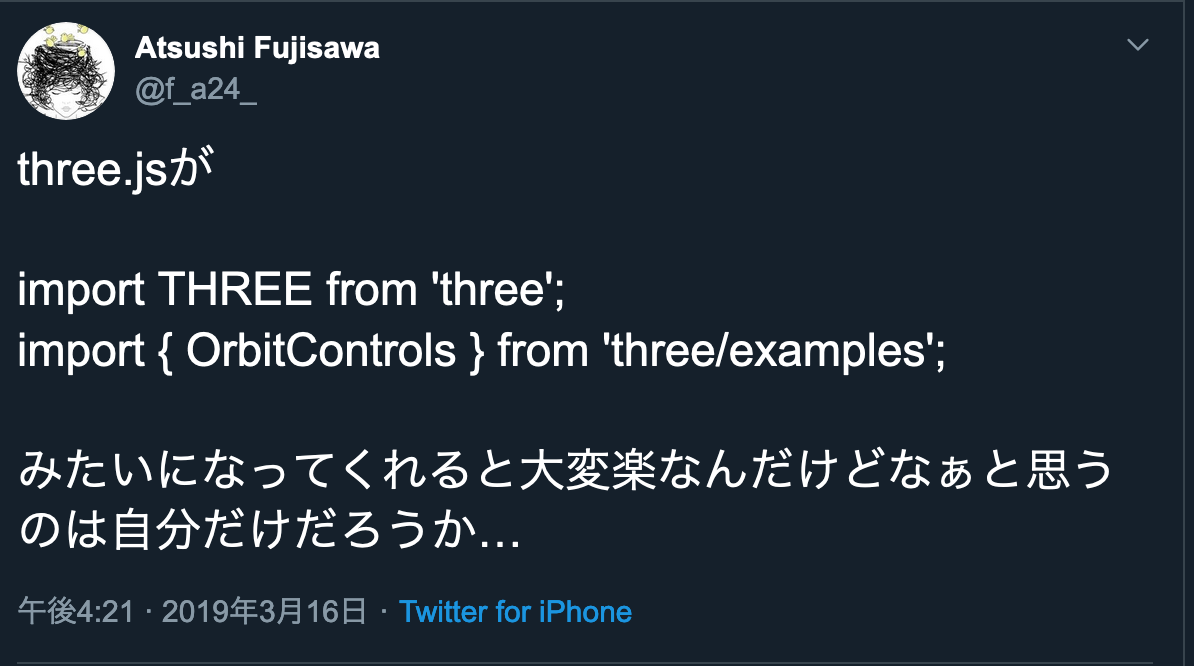 Atsushi Fujisawa
@f_a24_
three.jsが
import THREE from 'three';
import { OrbitControls } from 'three/examples';
みたいになってくれると大変楽なんだけどなぁと思う
のは自分だけだろうか…
午後4:21 · 2019年3月16日 · Twitter for iPhone